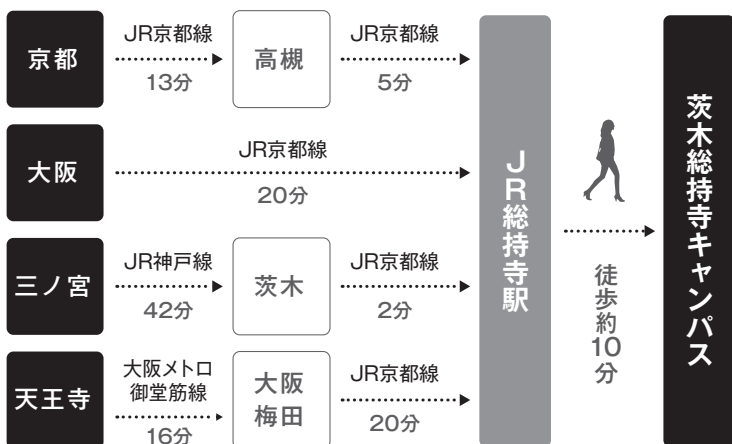 京都
JR京都線
13分
高槻
JR京都線
5分
大阪
JR京都線
20分
三ノ宮
JR神戸線
42分
茨木
JR京都線
2分
天王寺
大阪メトロ
御堂筋線
16分
大阪
梅田
JR京都線
20分
JR総持寺駅
徒歩約10分
茨木総持寺キャンパス